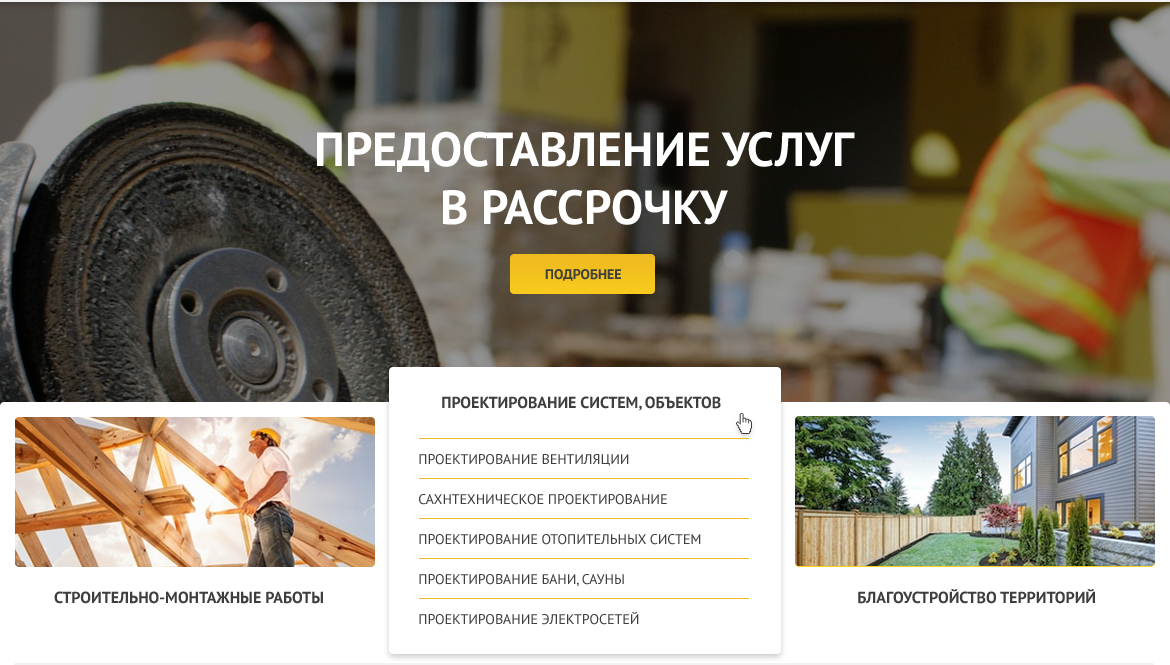 ПРЕДОСТАВЛЕНИЕ УСЛУГ
В РАССРОЧКУ
ПОДРОБНЕЕ
ПРОЕКТИРОВАНИЕ СИСТЕМ, ОБЪЕКТОВ
ПРОЕКТИРОВАНИЕ ВЕНТИЛЯЦИИ
САХНТЕХНИЧЕСКОЕ ПРОЕКТИРОВАНИЕ
ПРОЕКТИРОВАНИЕ ОТОПИТЕЛЬНЫХ СИСТЕМ
ПРОЕКТИРОВАНИЕ БАНИ, САУНЫ
ПРОЕКТИРОВАНИЕ ЭЛЕКТРОСЕТЕЙ
СТРОИТЕЛЬНО-МОНТАЖНЫЕ РАБОТЫ
БЛАГОУСТРОЙСТВО ТЕРРИТОРИЙ